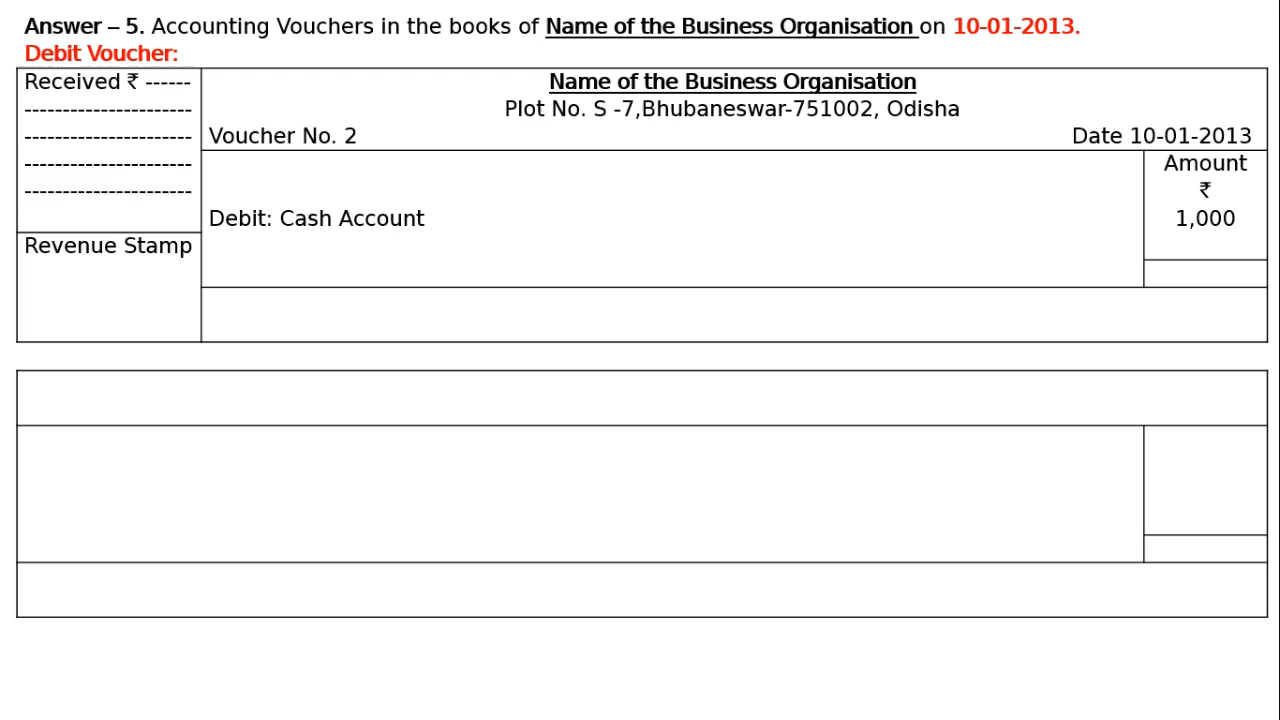 Answer – 5. Accounting Vouchers in the books of Name of the Business Organisation on 10-01-2013.
Debit Voucher:
Received ₹ ------
----------------------
----------------------
----------------------
----------------------
Revenue Stamp
Name of the Business Organisation
Plot No. S -7,Bhubaneswar-751002, Odisha
Voucher No. 2 Date 10-01-2013
Amount
₹
Debit: Cash Account 1,000